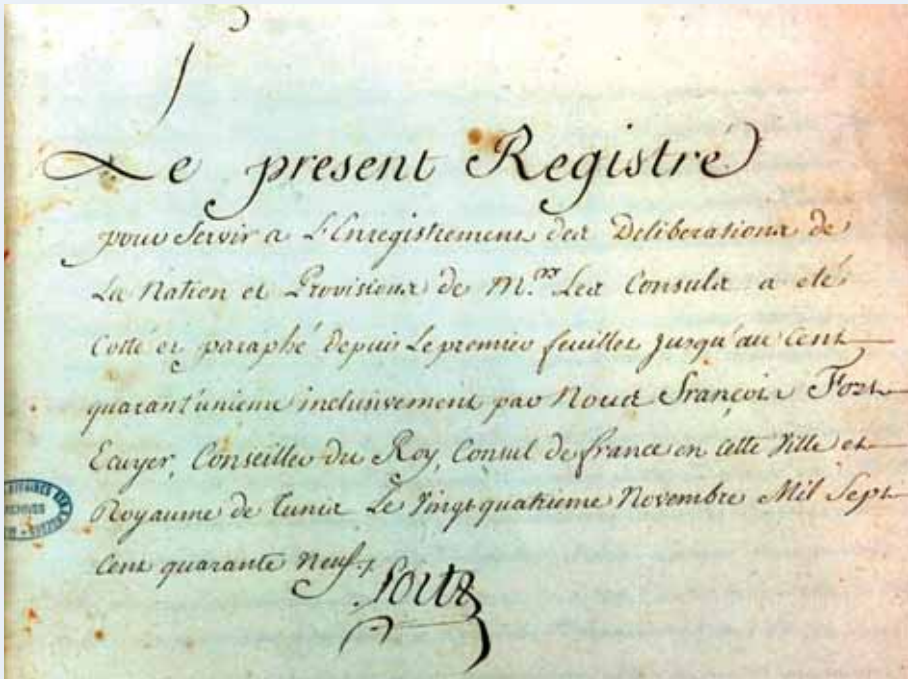 Le present Registré
pour Servir a L'Enregistrement des Deliberations de
La Nation et Provisions de M.rs Les Consuls a eté
Cotté et paraphé depuis Le premier feuillet jusqu'au Cent
quarant'unieme inclusivement par Nous François Fort
Ecuyer, Conseiller du Roy, Consul de france en cette Ville et
Royaume de Tunis Le Vingt quatrieme Novembre Mil Sept
Cent quarante Neuf.
Fort
AFFAIRES
ARCHIVES